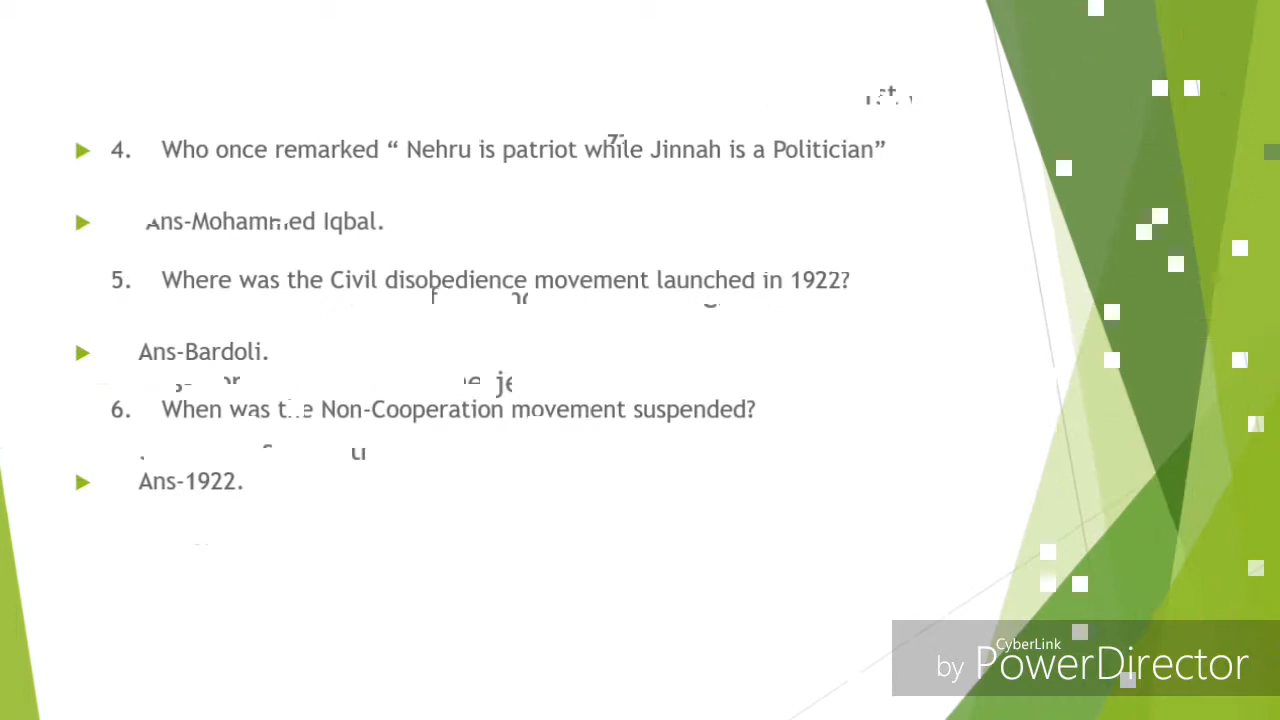 4. Who once remarked “ Nehru is patriot while Jinnah is a Politician”
Ans-Mohammed Iqbal.
5. Where was the Civil disobedience movement launched in 1922?
Ans-Bardoli.
6. When was the Non-Cooperation movement suspended?
Ans-1922.
CyberLink
by PowerDirector